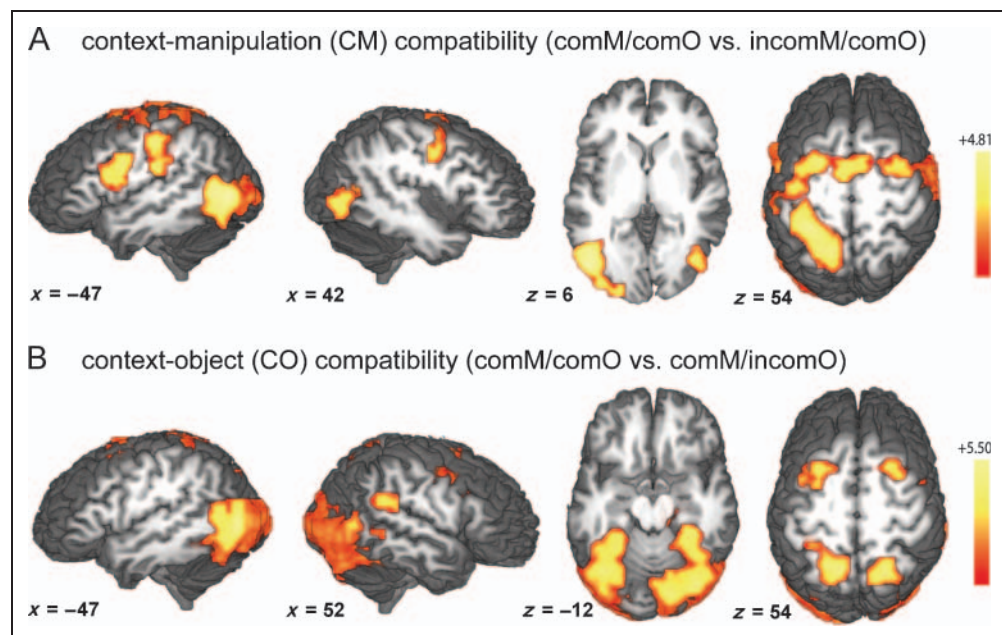 A context-manipulation (CM) compatibility (comM/comO vs. incomM/comO)
+4.81
x = −47
x = 42
z = 6
z = 54
B context-object (CO) compatibility (comM/comO vs. comM/incomO)
+5.50
x = −47
x = 52
z = −12
z = 54